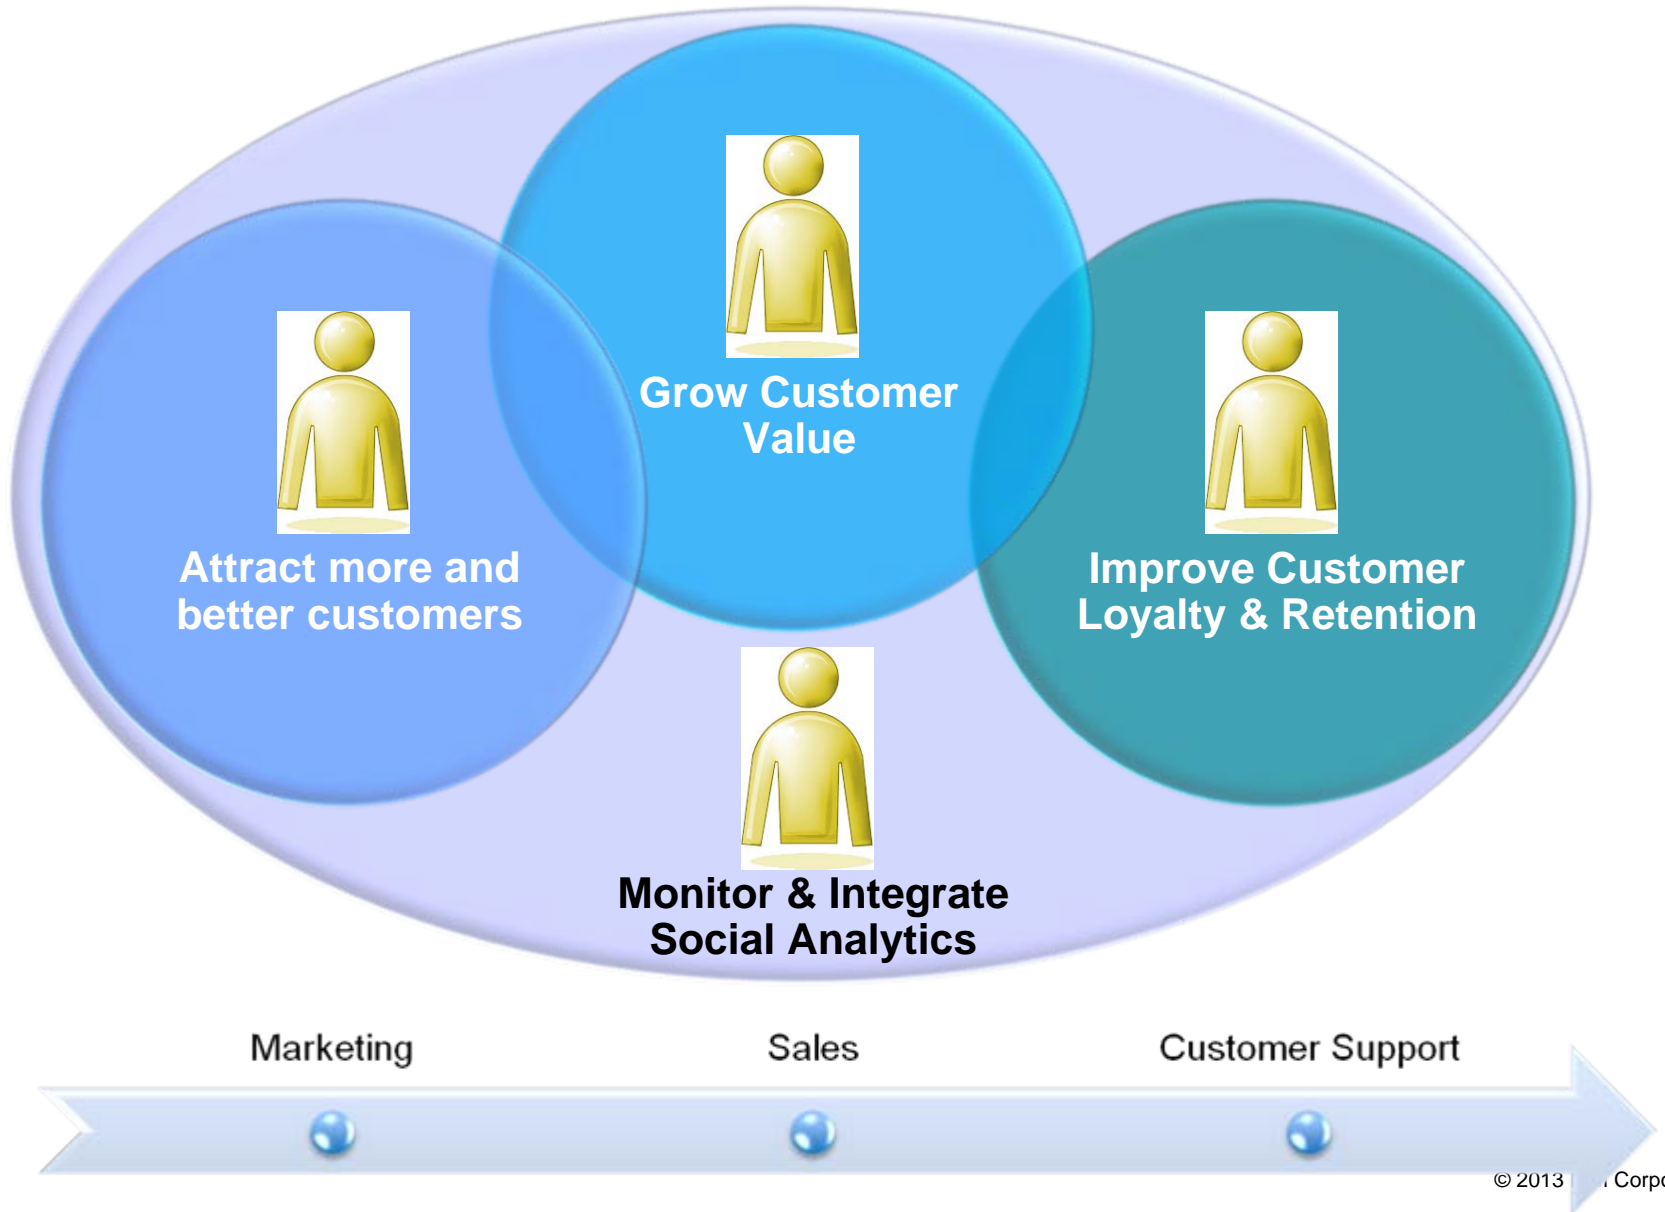 Grow Customer
Value
Attract more and
better customers
Improve Customer
Loyalty & Retention
Monitor & Integrate
Social Analytics
Marketing
Sales
Customer Support
© 2013